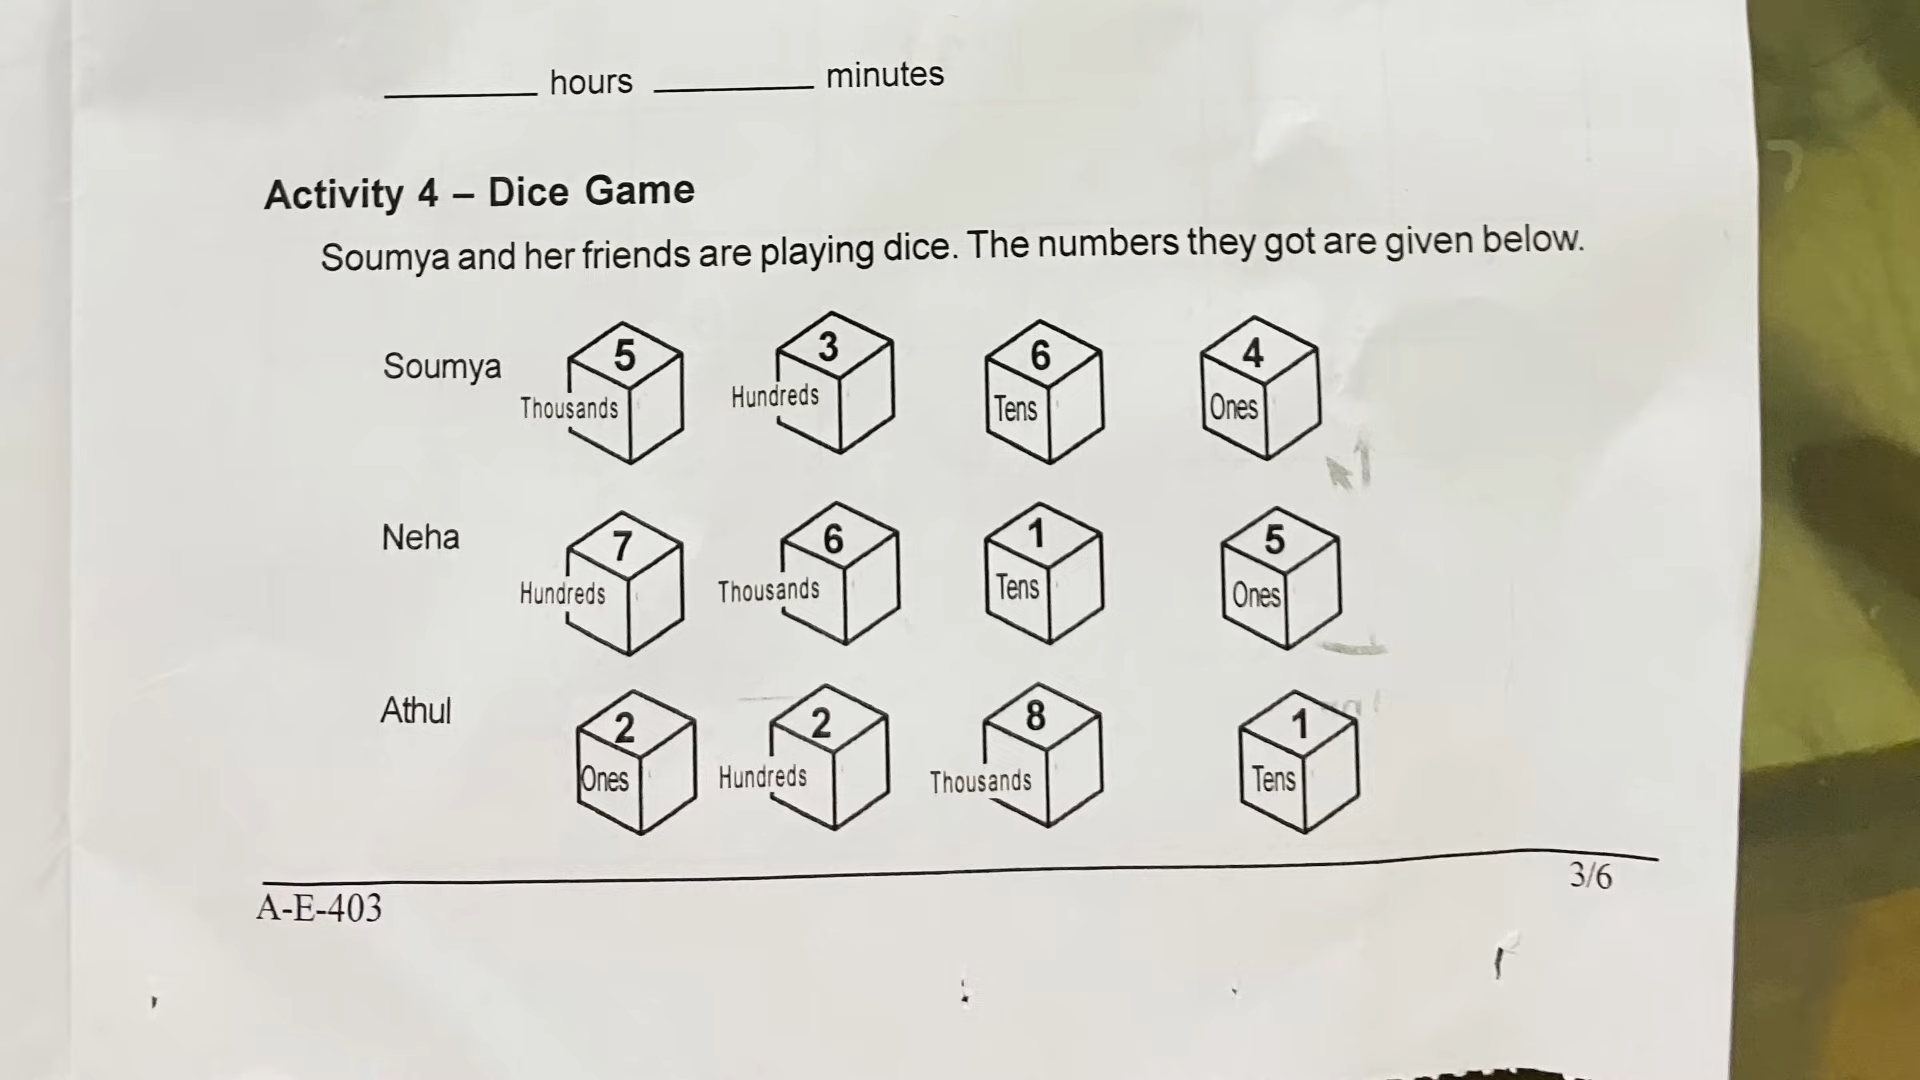 ________ hours ________ minutes
Activity 4 – Dice Game
Soumya and her friends are playing dice. The numbers they got are given below.
Soumya 5 Thousands 3 Hundreds 6 Tens 4 Ones
Neha 7 Hundreds 6 Thousands 1 Tens 5 Ones
Athul 2 Ones 2 Hundreds 8 Thousands 1 Tens
A-E-403 3/6